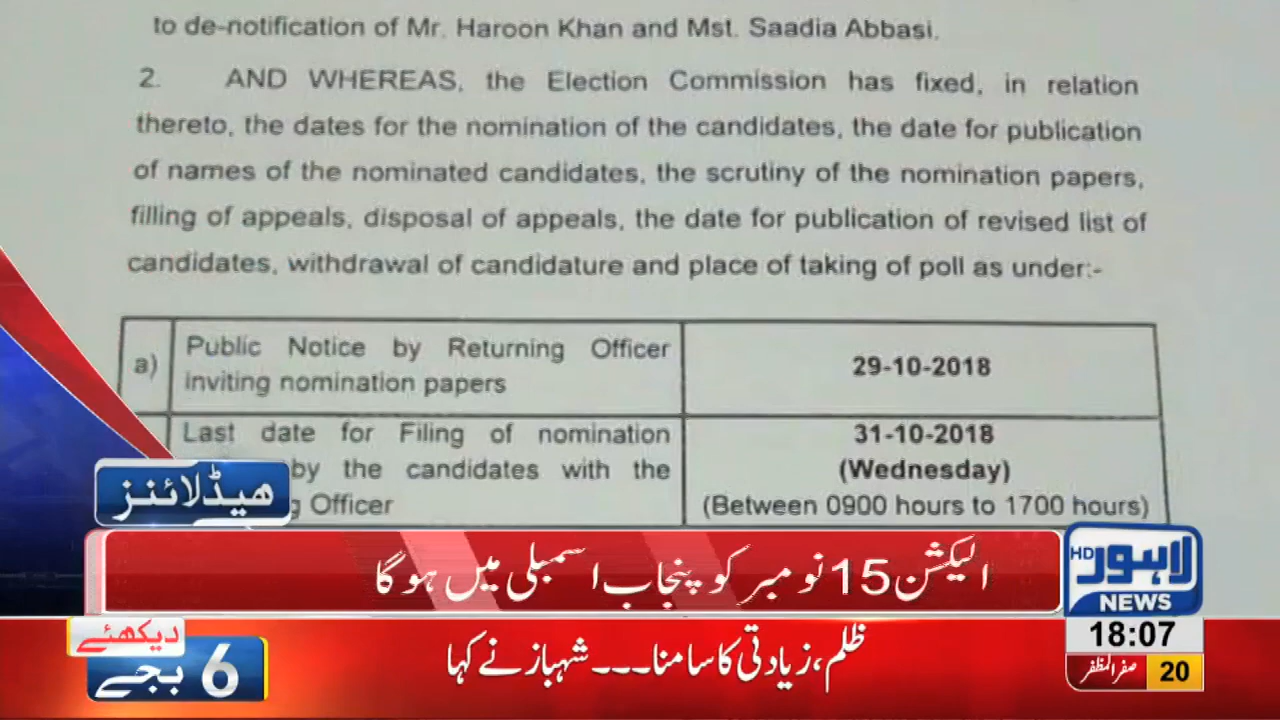 to de-notification of Mr. Haroon Khan and Mst. Saadia Abbasi.
2. AND WHEREAS, the Election Commission has fixed, in relation
thereto, the dates for the nomination of the candidates, the date for publication
of names of the nominated candidates, the scrutiny of the nomination papers,
filling of appeals, disposal of appeals, the date for publication of revised list of
candidates, withdrawal of candidature and place of taking of poll as under:-
a) Public Notice by Returning Officer
inviting nomination papers
29-10-2018
Last date for Filing of nomination
by the candidates with the
g Officer
31-10-2018
(Wednesday)
(Between 0900 hours to 1700 hours)
ھیڈلائنز
الیکشن 15 نومبر کو پنجاب اسمبلی میں ہوگا
لاہور
HD
NEWS
18:07
20 صفرالمظفر
دیکھئے
6 بجے
ظلم، زیادتی کا سامنا۔۔۔ شہباز نے کہا